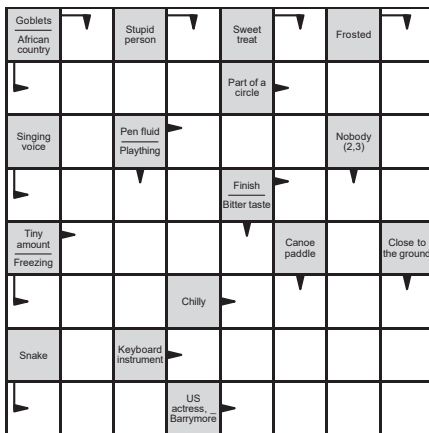 Goblets
African
country
Stupid
person
Sweet
treat
Frosted
Part of a
circle
Singing
voice
Pen fluid
Plaything
Nobody
(2,3)
Finish
Bitter taste
Tiny
amount
Freezing
Canoe
paddle
Close to
the ground
Chilly
Snake
Keyboard
instrument
US
actress, _
Barrymore